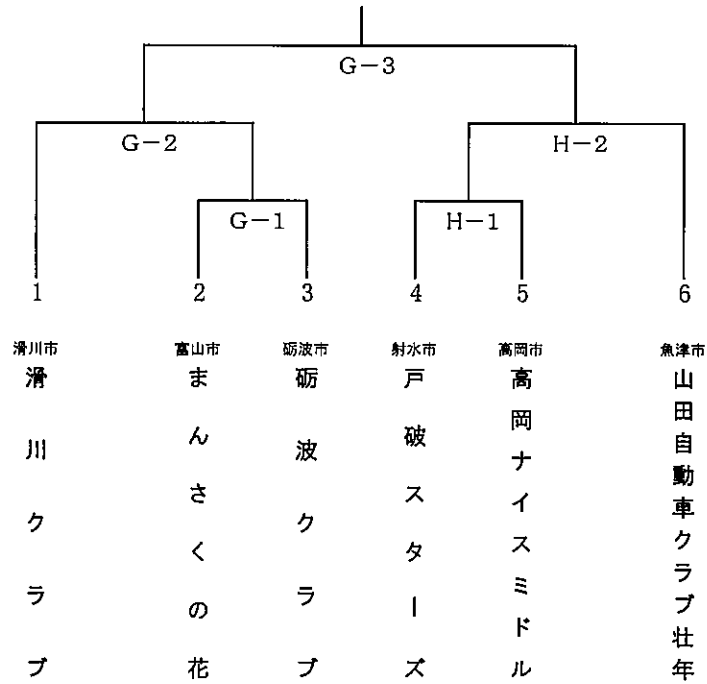 G－3
G－2
H－2
G－1
H－1
1
2
3
4
5
6
滑川市
富山市
砺波市
射水市
高岡市
魚津市
滑川クラブ
まんさくの花
砺波クラブ
戸破スターズ
高岡ナイスミドル
山田自動車クラブ壮年